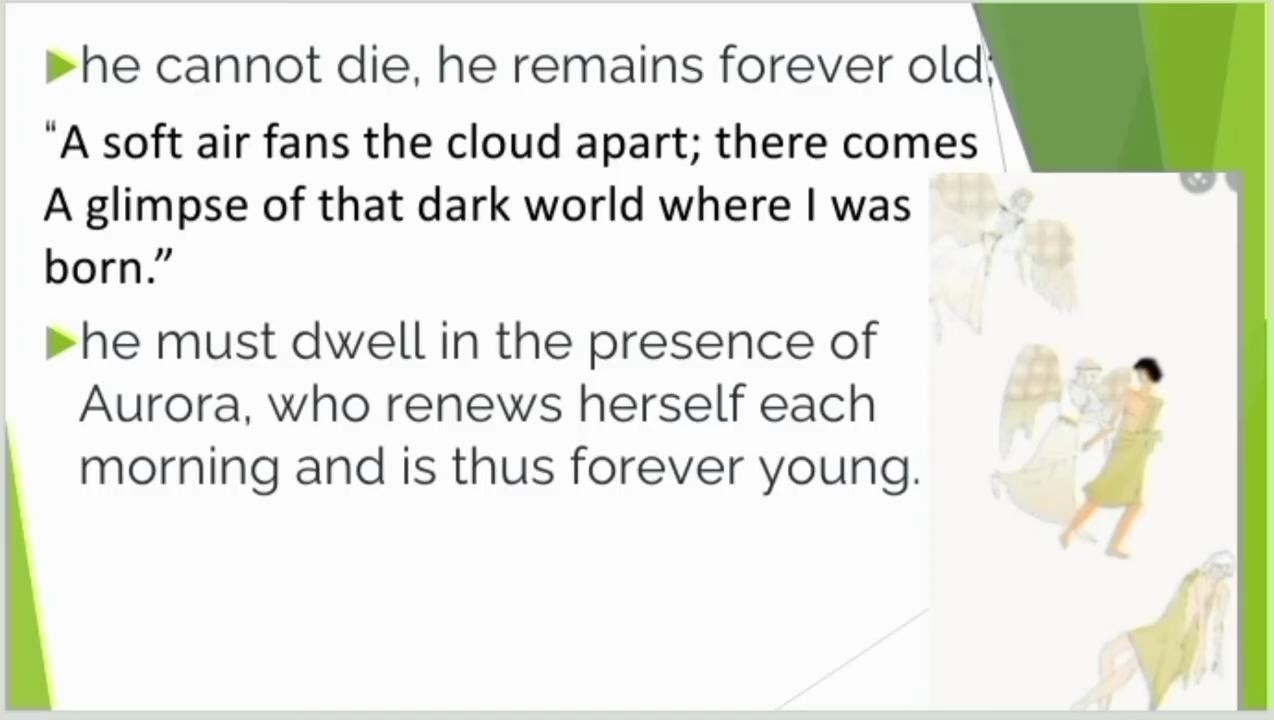 he cannot die, he remains forever old;
“A soft air fans the cloud apart; there comes
A glimpse of that dark world where I was
born.”
he must dwell in the presence of
Aurora, who renews herself each
morning and is thus forever young.